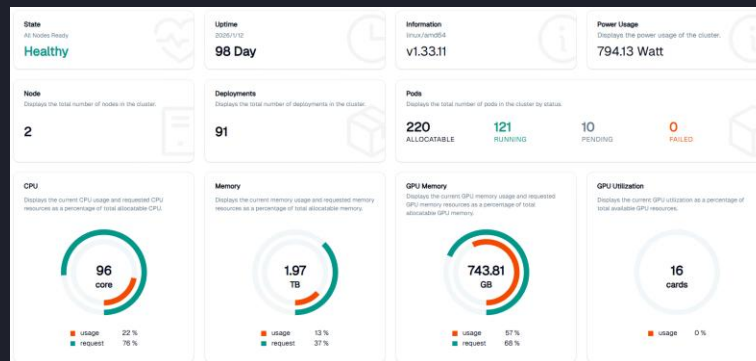 State
All Nodes Ready
Healthy
Uptime
2026/1/12
98 Day
Information
linux/amd64
v1.33.11
Power Usage
Displays the power usage of the cluster.
794.13 Watt
Node
Displays the total number of nodes in the cluster.
2
Deployments
Displays the total number of deployments in the cluster.
91
Pods
Displays the total number of pods in the cluster by status.
220
ALLOCATABLE
121
RUNNING
10
PENDING
0
FAILED
CPU
Displays the current CPU usage and requested CPU
resources as a percentage of total allocatable CPU.
96
core
usage 22 %
request 76 %
Memory
Displays the current memory usage and requested memory
resources as a percentage of total allocatable memory.
1.97
TB
usage 13 %
request 37 %
GPU Memory
Displays the current GPU memory usage and requested
GPU memory resources as a percentage of total
allocatable GPU memory.
743.81
GB
usage 57 %
request 68 %
GPU Utilization
Displays the current GPU utilization as a percentage of
total available GPU resources.
16
cards
usage 0 %